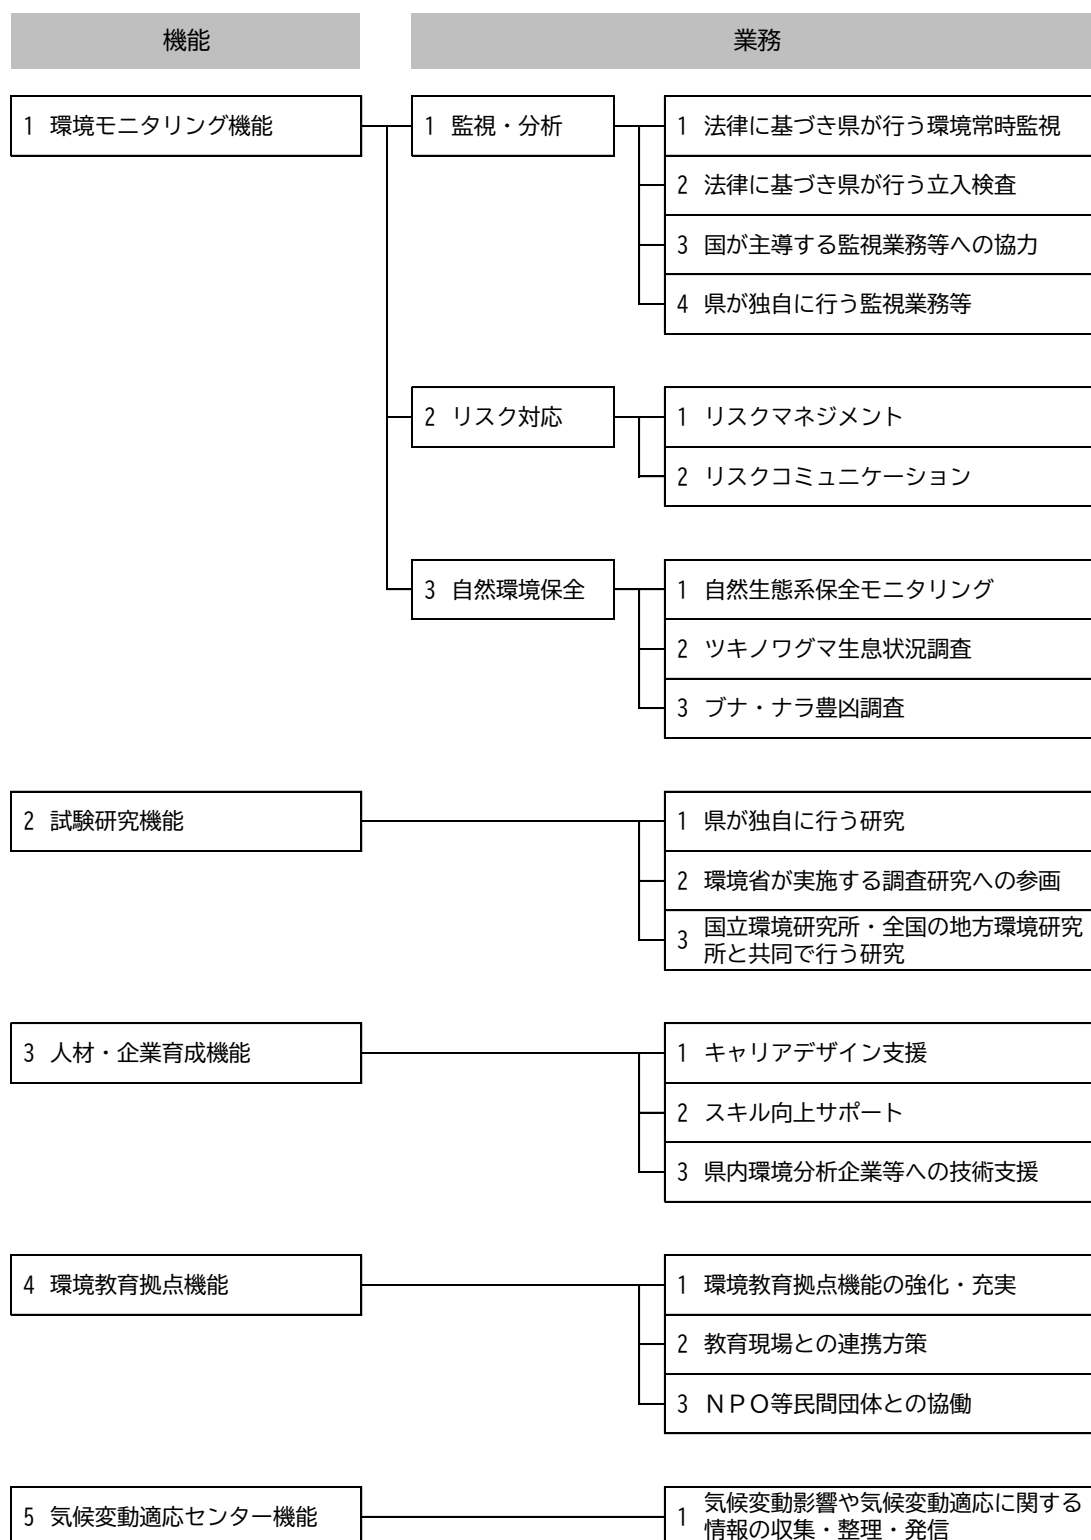 機能 業務
1 環境モニタリング機能 1 監視・分析 1 法律に基づき県が行う環境常時監視
2 法律に基づき県が行う立入検査
3 国が主導する監視業務等への協力
4 県が独自に行う監視業務等
2 リスク対応 1 リスクマネジメント
2 リスクコミュニケーション
3 自然環境保全 1 自然生態系保全モニタリング
2 ツキノワグマ生息状況調査
3 ブナ・ナラ豊凶調査
2 試験研究機能 1 県が独自に行う研究
2 環境省が実施する調査研究への参画
3 国立環境研究所・全国の地方環境研究
所と共同で行う研究
3 人材・企業育成機能 1 キャリアデザイン支援
2 スキル向上サポート
3 県内環境分析企業等への技術支援
4 環境教育拠点機能 1 環境教育拠点機能の強化・充実
2 教育現場との連携方策
3 ＮＰＯ等民間団体との協働
5 気候変動適応センター機能 1 気候変動影響や気候変動適応に関する
情報の収集・整理・発信